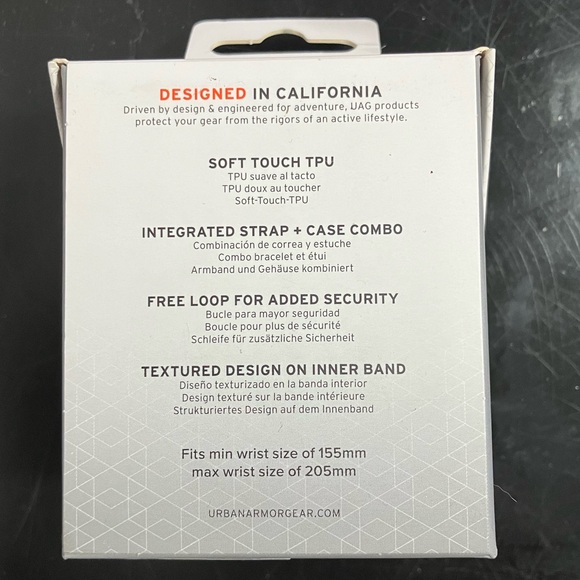 DESIGNED IN CALIFORNIA
Driven by design & engineered for adventure, UAG products
protect your gear from the rigors of an active lifestyle.
SOFT TOUCH TPU
TPU suave al tacto
TPU doux au toucher
Soft-Touch-TPU
INTEGRATED STRAP + CASE COMBO
Combinación de correa y estuche
Combo bracelet et étui
Armband und Gehäuse kombiniert
FREE LOOP FOR ADDED SECURITY
Bucle para mayor seguridad
Boucle pour plus de sécurité
Schleife für zusätzliche Sicherheit
TEXTURED DESIGN ON INNER BAND
Diseño texturizado en la banda interior
Design texturé sur la bande intérieure
Strukturiertes Design auf dem Innenband
Fits min wrist size of 155mm
max wrist size of 205mm
URBANARMORGEAR.COM